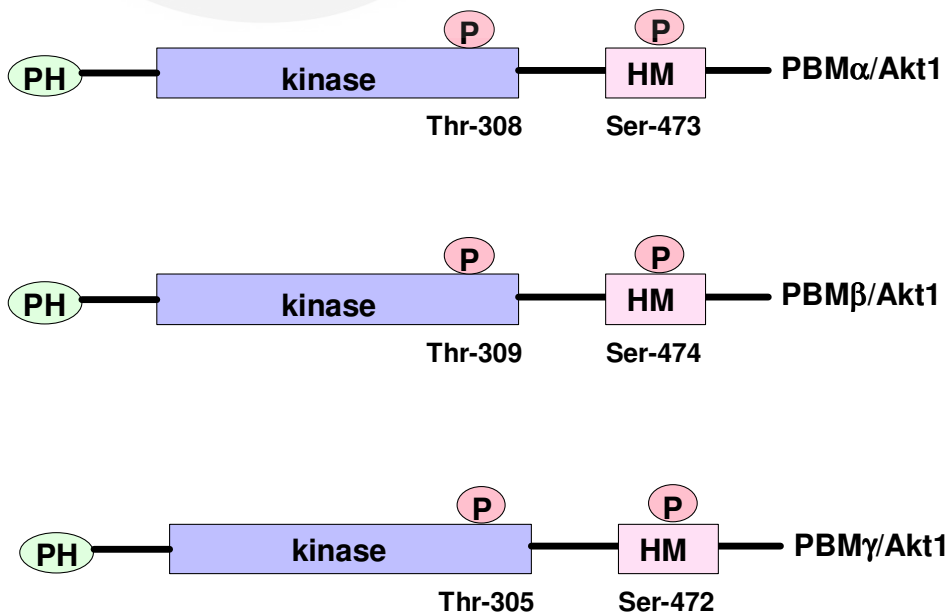 P P
PH kinase HM PBMα/Akt1
Thr-308 Ser-473
P P
PH kinase HM PBMβ/Akt1
Thr-309 Ser-474
P P
PH kinase HM PBMγ/Akt1
Thr-305 Ser-472